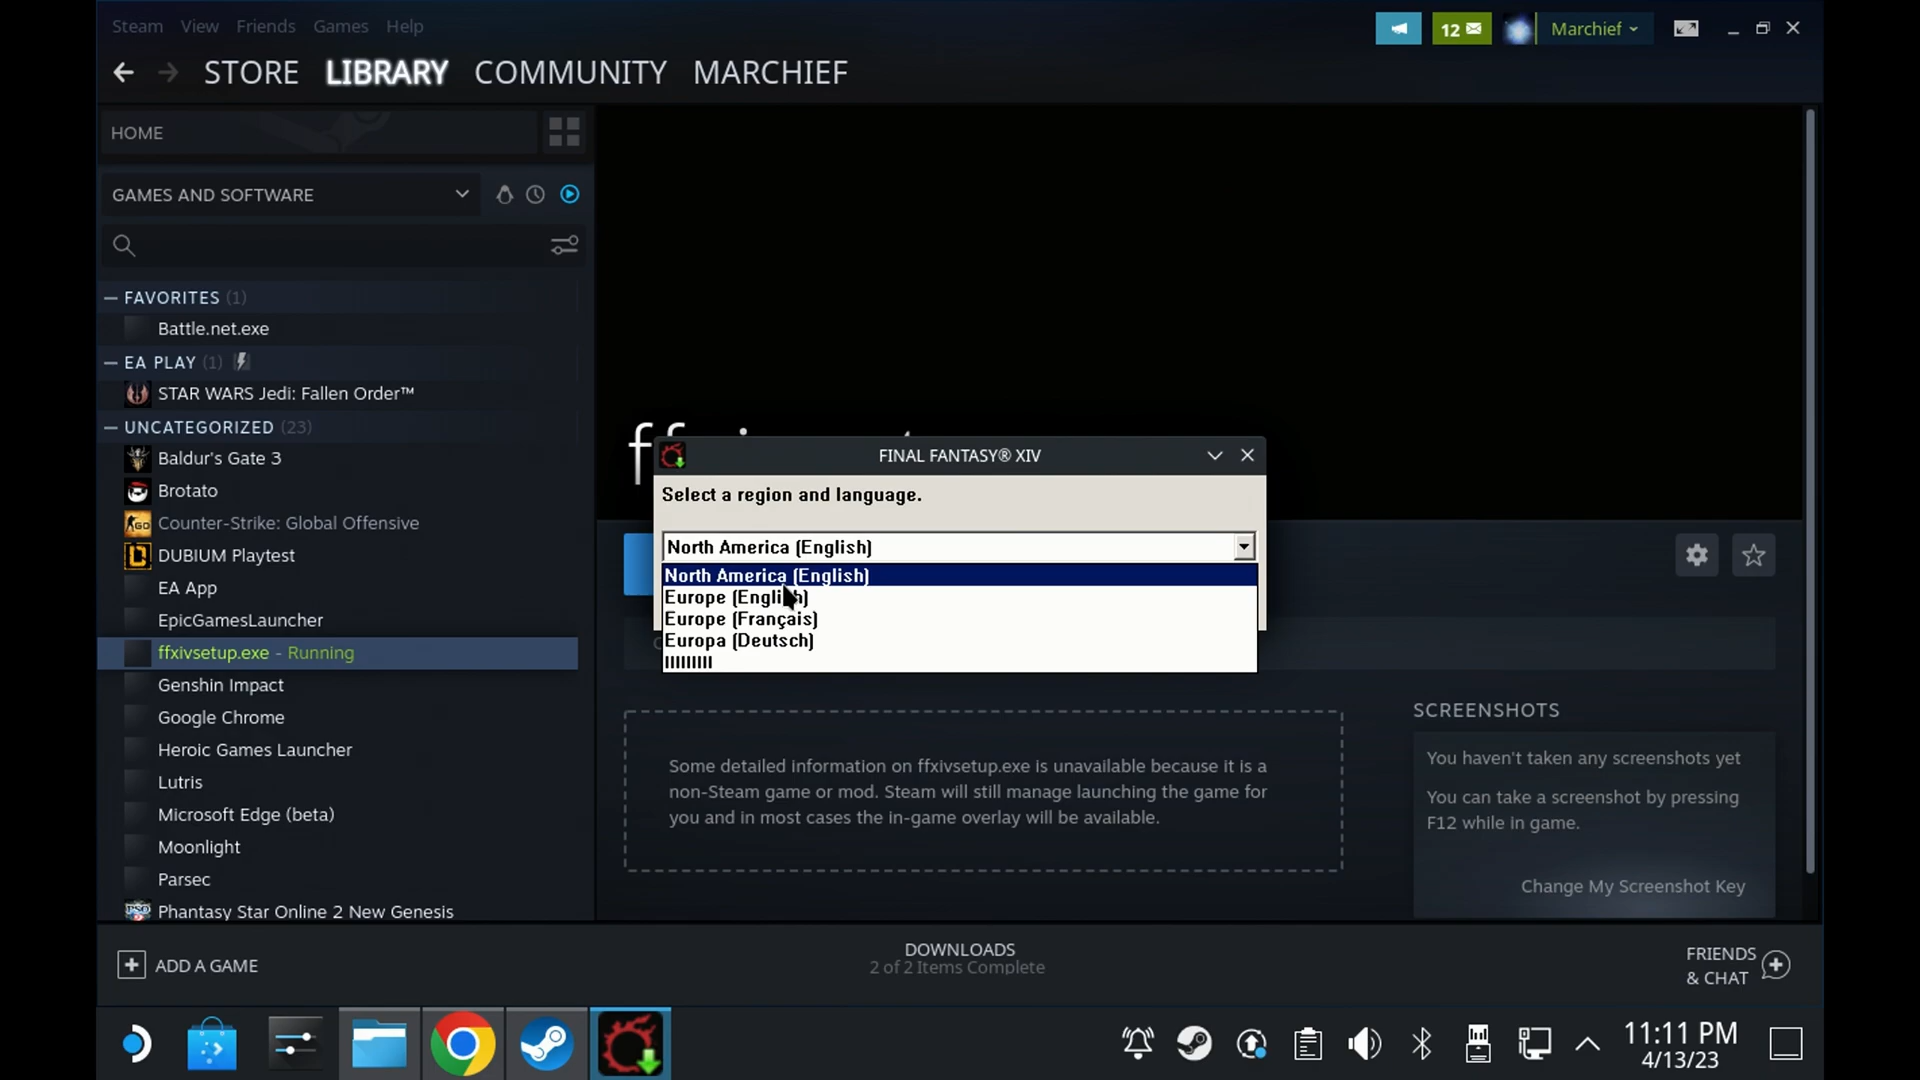 Steam View Friends Games Help
12
Marchief
STORE LIBRARY COMMUNITY MARCHIEF
HOME
GAMES AND SOFTWARE
— FAVORITES (1)
Battle.net.exe
— EA PLAY (1)
STAR WARS Jedi: Fallen Order™
— UNCATEGORIZED (23)
Baldur's Gate 3
Brotato
Counter-Strike: Global Offensive
DUBIUM Playtest
EA App
EpicGamesLauncher
ffxivsetup.exe - Running
Genshin Impact
Google Chrome
Heroic Games Launcher
Lutris
Microsoft Edge (beta)
Moonlight
Parsec
Phantasy Star Online 2 New Genesis
FINAL FANTASY® XIV
Select a region and language.
North America (English)
North America (English)
Europe (English)
Europe (Français)
Europa (Deutsch)
Some detailed information on ffxivsetup.exe is unavailable because it is a
non-Steam game or mod. Steam will still manage launching the game for
you and in most cases the in-game overlay will be available.
SCREENSHOTS
You haven't taken any screenshots yet
You can take a screenshot by pressing
F12 while in game.
Change My Screenshot Key
ADD A GAME
DOWNLOADS
2 of 2 Items Complete
FRIENDS
& CHAT
11:11 PM
4/13/23